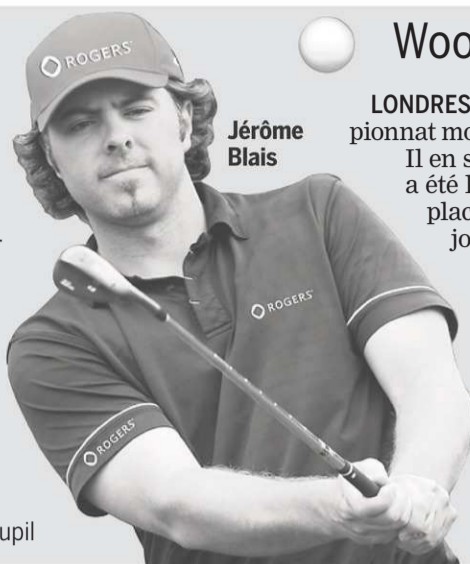 ROGERS
Woo
Jérôme
Blais
LONDRES
pionnat mo
Il en s
a été l
plac
jo
ROGERS
ROGERS
upil